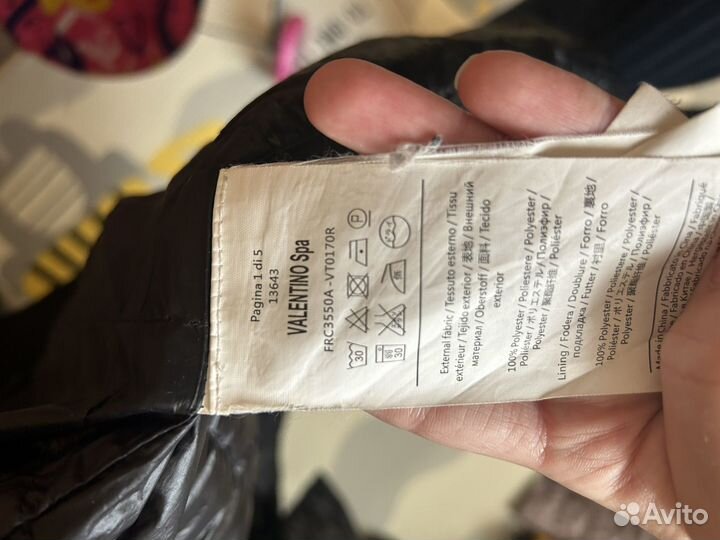 Pagina 1 di 5
13643
VALENTINO Spa
FRC3550A -VT0170R
30
P
30
External fabric / Tessuto esterno / Tissu
extérieur / Tejido exterior / 表地 / Внешний
материал / Oberstoff / 面料 / Tecido
exterior
100% Polyester / Poliestere / Polyester /
Poliéster / ポリエステル / Полиэфир /
Polyester / 聚酯纤维 / Poliéster
Lining / Fodera / Doublure / Forro / 裏地 /
подкладка / Futter / 衬里 / Forro
100% Polyester / Poliestere / Polyester /
Poliéster / ポリエステル / Полиэфир /
Polyester / 聚酯纤维 / Poliéster
Made in China / Fabbricato
Avito